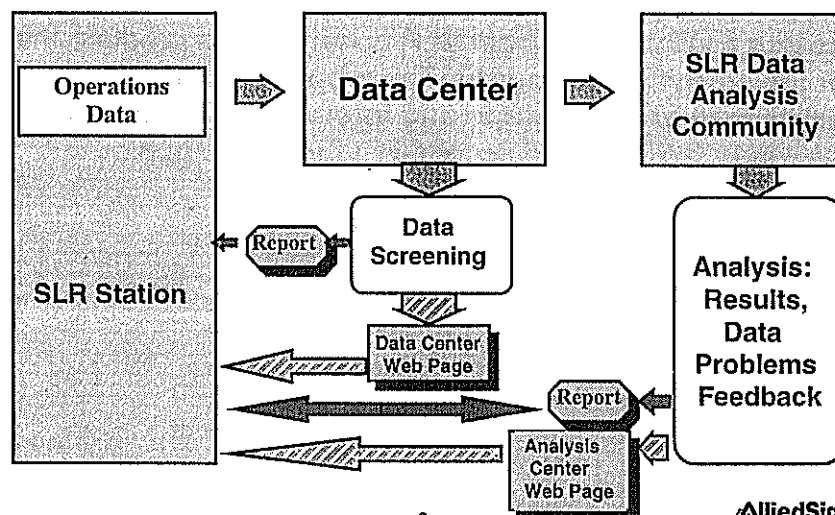 Operations
Data
SLR Station
Data Center
SLR Data
Analysis
Community
Data
Screening
Report
Data Center
Web Page
Analysis:
Results,
Data
Problems
Feedback
Report
Analysis
Center
Web Page